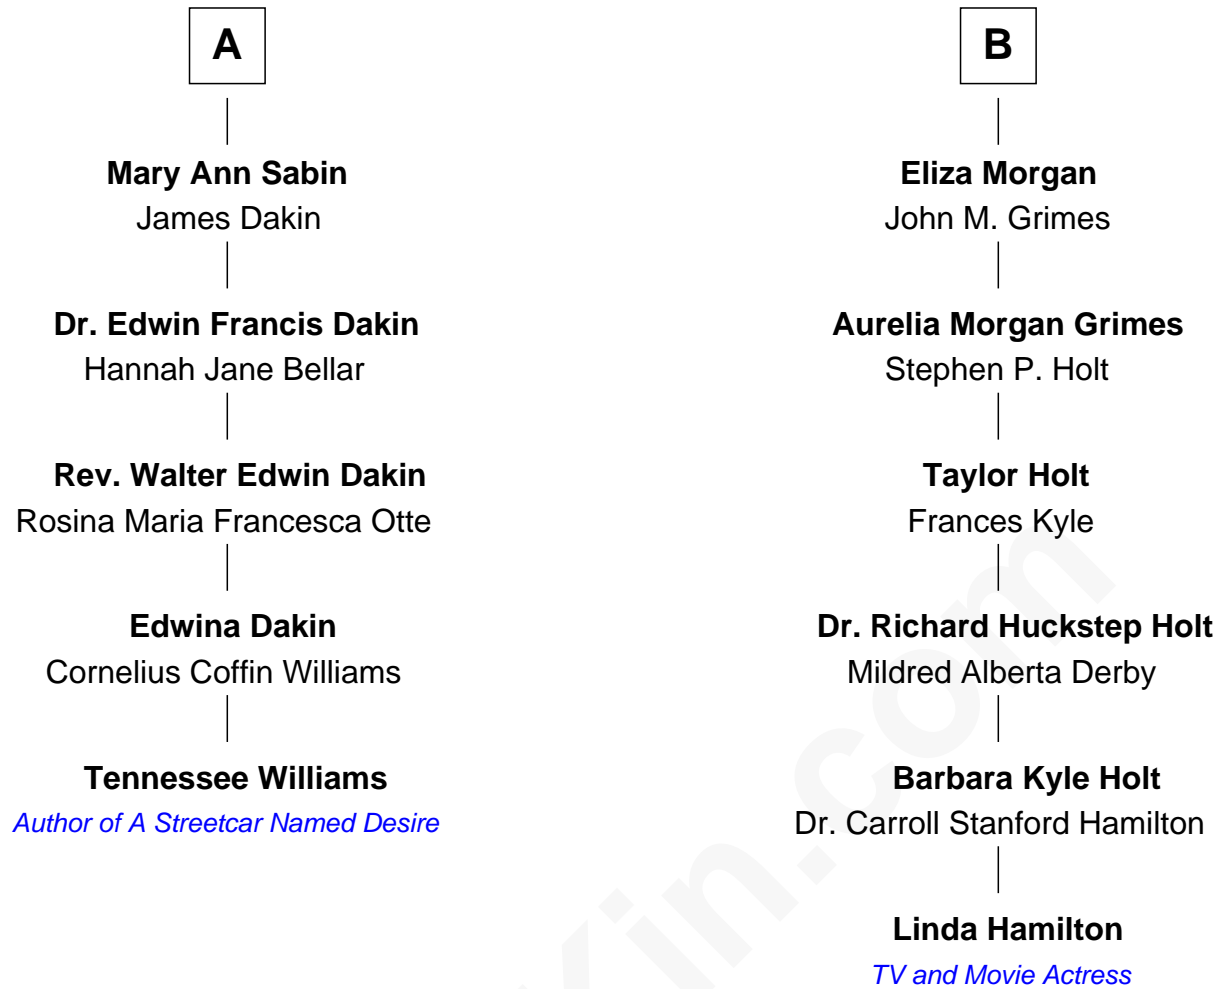 A
Mary Ann Sabin
James Dakin
Dr. Edwin Francis Dakin
Hannah Jane Bellar
Rev. Walter Edwin Dakin
Rosina Maria Francesca Otte
Edwina Dakin
Cornelius Coffin Williams
Tennessee Williams
Author of A Streetcar Named Desire
B
Eliza Morgan
John M. Grimes
Aurelia Morgan Grimes
Stephen P. Holt
Taylor Holt
Frances Kyle
Dr. Richard Huckstep Holt
Mildred Alberta Derby
Barbara Kyle Holt
Dr. Carroll Stanford Hamilton
Linda Hamilton
TV and Movie Actress